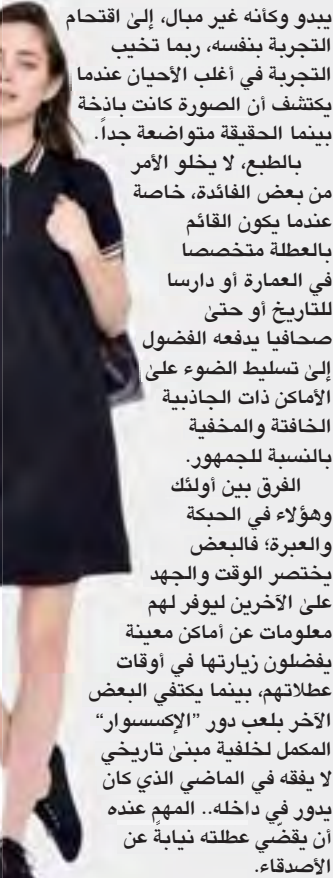 يبدو وكأنه غير مبال، إلى اقتحام
التجربة بنفسه، ربما تخيب
التجربة في أغلب الأحيان عندما
يكتشف أن الصورة كانت باذخة
بينما الحقيقة متواضعة جداً.
بالطبع، لا يخلو الأمر
من بعض الفائدة، خاصة
عندما يكون القائم
بالعطلة متخصصا
في العمارة أو دارسا
للتاريخ أو حتىٰ
صحافيا يدفعه الفضول
إلىٰ تسليط الضوء علىٰ
الأماكن ذات الجاذبية
الخافتة والمخفية
بالنسبة للجمهور.
الفرق بين أولئك
وهؤلاء في الحبكة
والعبرة؛ فالبعض
يختصر الوقت والجهد
علىٰ الآخرين ليوفر لهم
معلومات عن أماكن معينة
يفضلون زيارتها في أوقات
عطلاتهم، بينما يكتفي البعض
الآخر بلعب دور "الإكسسوار"
المكمل لخلفية مبنىٰ تاريخي
لا يفقه في الماضي الذي كان
يدور في داخله.. المهم عنده
أن يقضّي عطلته نيابةً عن
الأصدقاء.